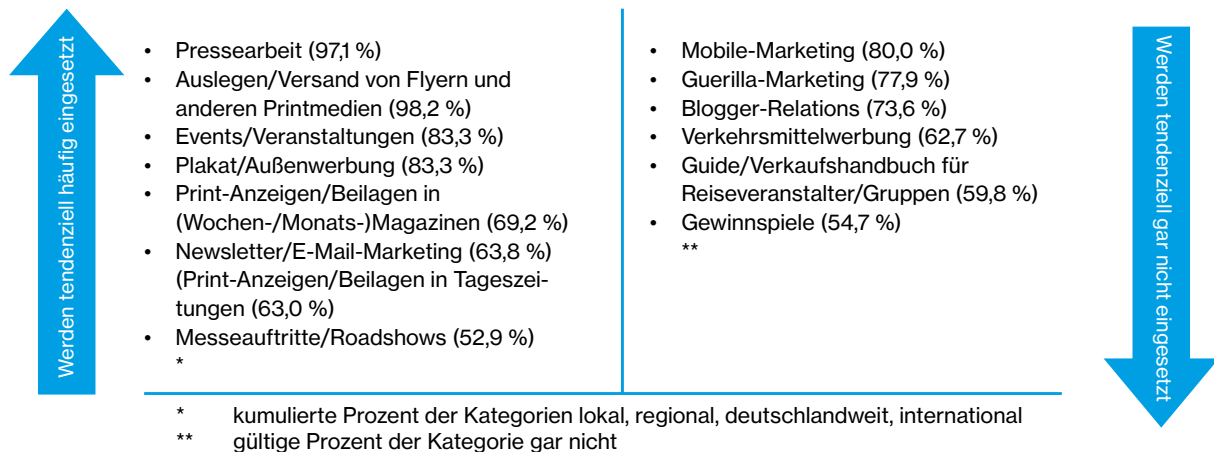 Werden tendenziell häufig eingesetzt
• Pressearbeit (97,1 %)
• Auslegen/Versand von Flyern und
anderen Printmedien (98,2 %)
• Events/Veranstaltungen (83,3 %)
• Plakat/Außenwerbung (83,3 %)
• Print-Anzeigen/Beilagen in
(Wochen-/Monats-)Magazinen (69,2 %)
• Newsletter/E-Mail-Marketing (63,8 %)
(Print-Anzeigen/Beilagen in Tageszei-
tungen (63,0 %)
• Messeauftritte/Roadshows (52,9 %)
*
• Mobile-Marketing (80,0 %)
• Guerilla-Marketing (77,9 %)
• Blogger-Relations (73,6 %)
• Verkehrsmittelwerbung (62,7 %)
• Guide/Verkaufshandbuch für
Reiseveranstalter/Gruppen (59,8 %)
• Gewinnspiele (54,7 %)
**
Werden tendenziell gar nicht eingesetzt
* kumulierte Prozent der Kategorien lokal, regional, deutschlandweit, international
** gültige Prozent der Kategorie gar nicht